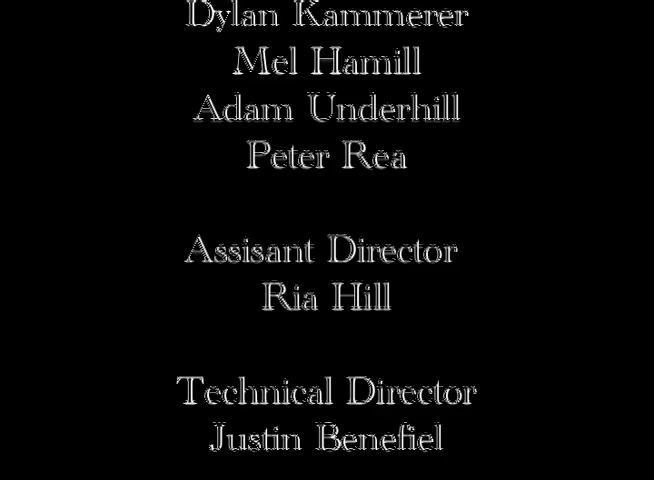 Dylan Kammerer
Mel Hamill
Adam Underhill
Peter Rea
Assisant Director
Ria Hill
Technical Director
Justin Benefiel